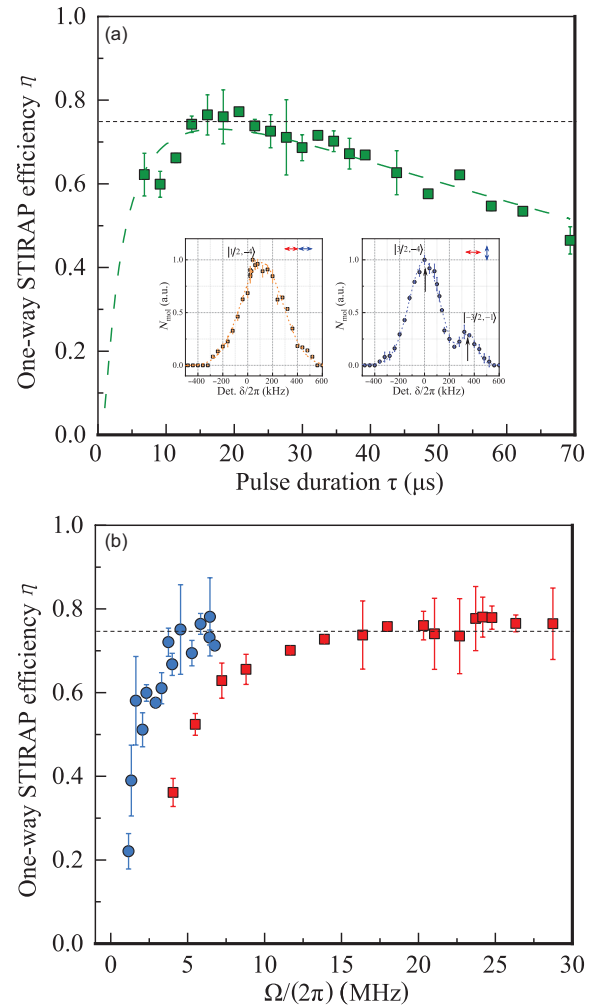 (a)
One-way STIRAP efficiency η
1.0
0.8
0.6
0.4
0.2
0.0
0 10 20 30 40 50 60 70
Pulse duration τ (μs)
|1/2,−4⟩
N_mol (a.u.)
1.0
0.5
0.0
−400 −200 0 200 400 600
Det. δ/2π (kHz)
|3/2,−4⟩
|−3/2,−1⟩
N_mol (a.u.)
1.0
0.5
0.0
−400 −200 0 200 400 600
Det. δ/2π (kHz)
(b)
One-way STIRAP efficiency η
1.0
0.8
0.6
0.4
0.2
0.0
0 5 10 15 20 25 30
Ω/(2π) (MHz)